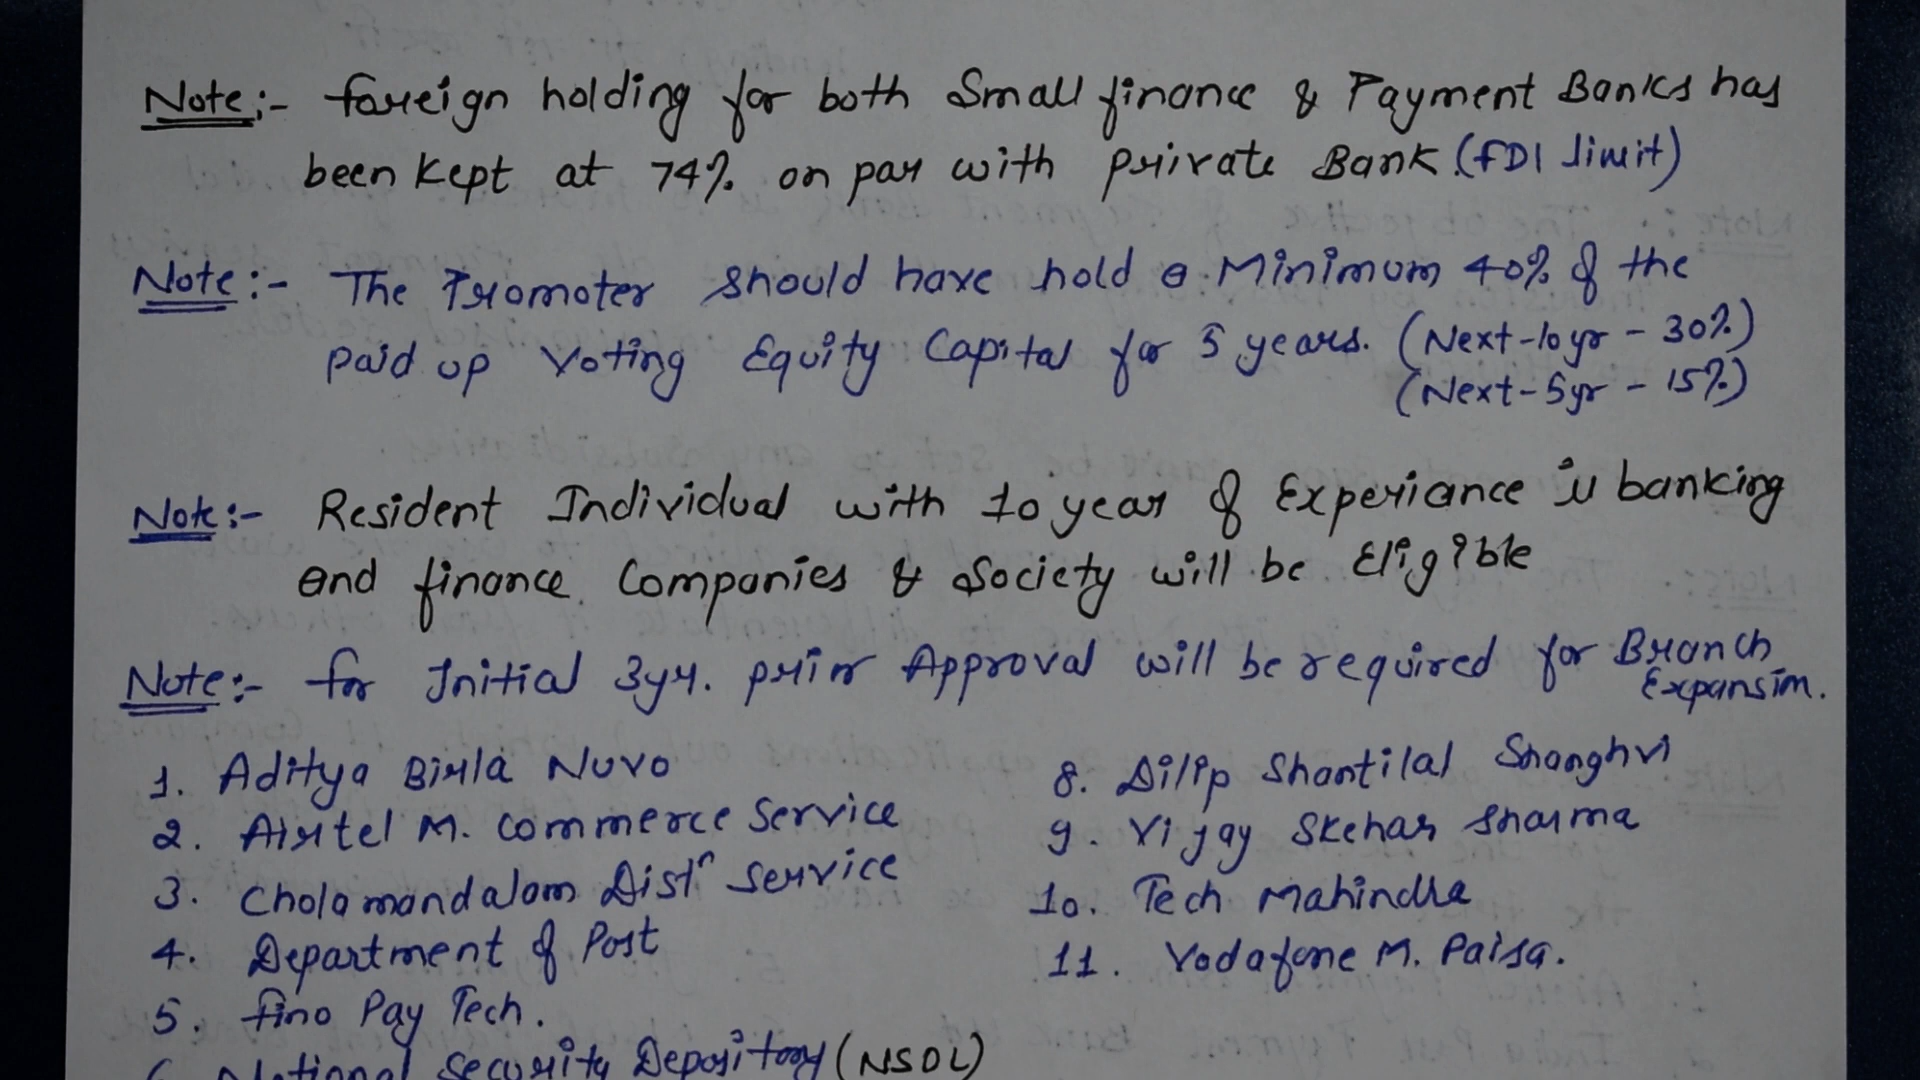 Note:- foreign holding for both Small finance & Payment Banks has
been kept at 74% on par with private Bank (FDI limit)
Note:- The Promoter should have hold a Minimum 40% of the
paid up Voting Equity Capital for 5 years. (Next-10 yr - 30%)
(Next-5yr - 15%)
Note:- Resident Individual with 10 year of Experiance in banking
and finance. Companies & Society will be Eligible
Note:- for Initial 3yr. prior Approval will be required for Branch
Expansion.
1. Aditya Birla Nuvo
2. Airtel M. Commerce Service
3. Cholamandalam Distn Service
4. Department of Post
5. fino Pay Tech.
6. National Security Depository (NSDL)
8. Dilip Shantilal Shanghvi
9. Vijay Skehar Sharma
10. Tech Mahindra
11. Vodafone M. Paisa.